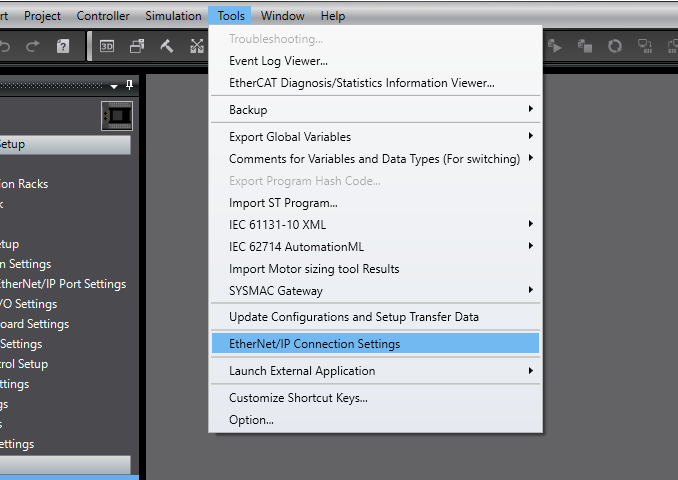 rt Project Controller Simulation Tools Window Help
3D
Troubleshooting...
Event Log Viewer...
EtherCAT Diagnosis/Statistics Information Viewer...
Backup
Export Global Variables
Comments for Variables and Data Types (For switching)
Export Program Hash Code...
Import ST Program...
IEC 61131-10 XML
IEC 62714 AutomationML
Import Motor sizing tool Results
SYSMAC Gateway
Update Configurations and Setup Transfer Data
EtherNet/IP Connection Settings
Launch External Application
Customize Shortcut Keys...
Option...
Setup
ion Racks
k
etup
n Settings
therNet/IP Port Settings
/O Settings
oard Settings
Settings
trol Setup
ttings
gs
s
ettings